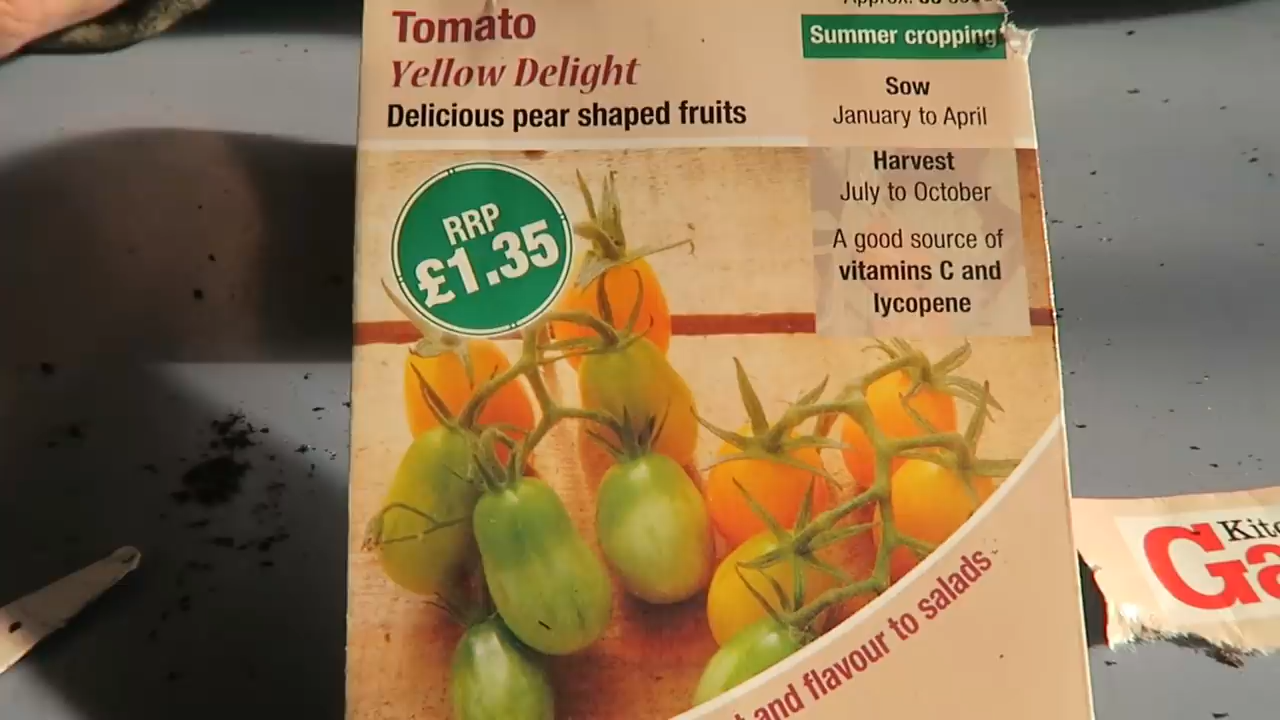 Tomato
Yellow Delight
Delicious pear shaped fruits
Approx.
Summer cropping
Sow
January to April
Harvest
July to October
A good source of
vitamins C and
lycopene
RRP
£1.35
and flavour to salads